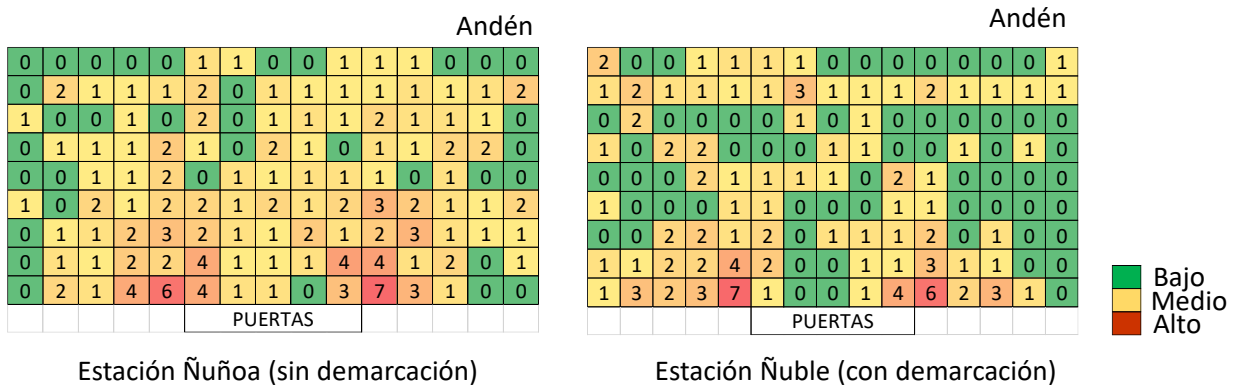 Andén
0 0 0 0 0 1 1 0 0 1 1 1 0 0 0
0 2 1 1 1 2 0 1 1 1 1 1 1 1 2
1 0 0 1 0 2 0 1 1 1 2 1 1 1 0
0 1 1 1 2 1 0 2 1 0 1 1 2 2 0
0 0 1 1 2 0 1 1 1 1 1 0 1 0 0
1 0 2 1 2 2 1 2 1 2 3 2 1 1 2
0 1 1 2 3 2 1 1 2 1 2 3 1 1 1
0 1 1 2 2 4 1 1 1 4 4 1 2 0 1
0 2 1 4 6 4 1 1 0 3 7 3 1 0 0
PUERTAS
Estación Ñuñoa (sin demarcación)
Andén
2 0 0 1 1 1 1 0 0 0 0 0 0 0 1
1 2 1 1 1 1 3 1 1 1 2 1 1 1 1
0 2 0 0 0 0 1 0 1 0 0 0 0 0 0
1 0 2 2 0 0 0 1 1 0 0 1 0 1 0
0 0 0 2 1 1 1 1 0 2 1 0 0 0 0
1 0 0 0 1 1 0 0 0 1 1 0 0 0 0
0 0 2 2 1 2 0 1 1 1 2 0 1 0 0
1 1 2 2 4 2 0 0 1 1 3 1 1 0 0
1 3 2 3 7 1 0 0 1 4 6 2 3 1 0
PUERTAS
Estación Ñuble (con demarcación)
Bajo
Medio
Alto